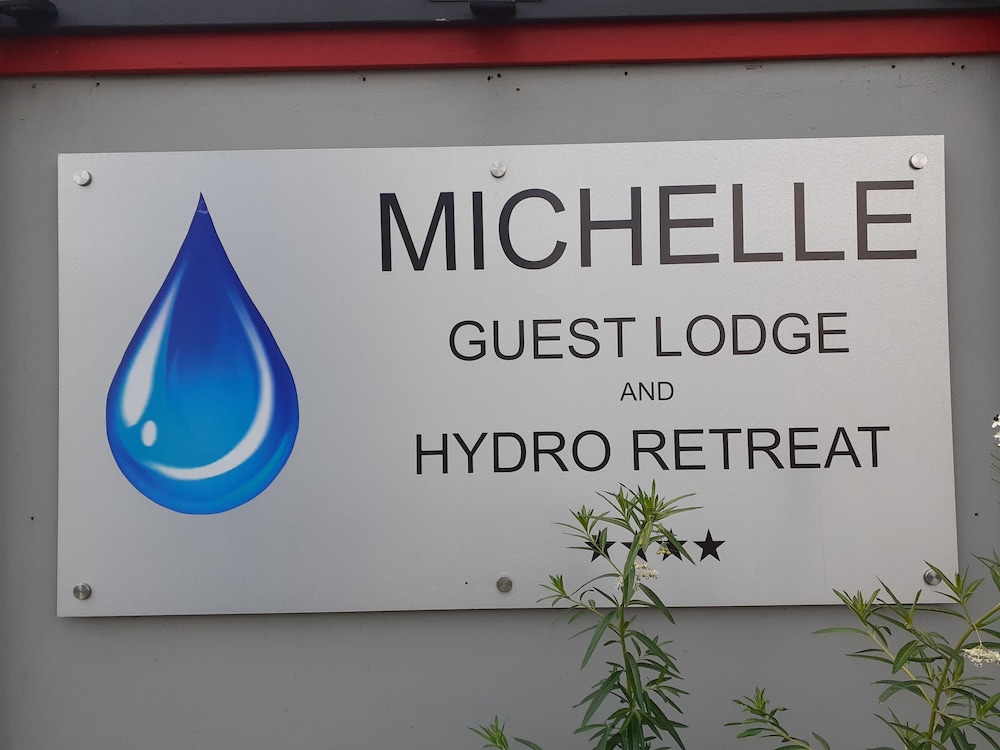 MICHELLE
GUEST LODGE
AND
HYDRO RETREAT